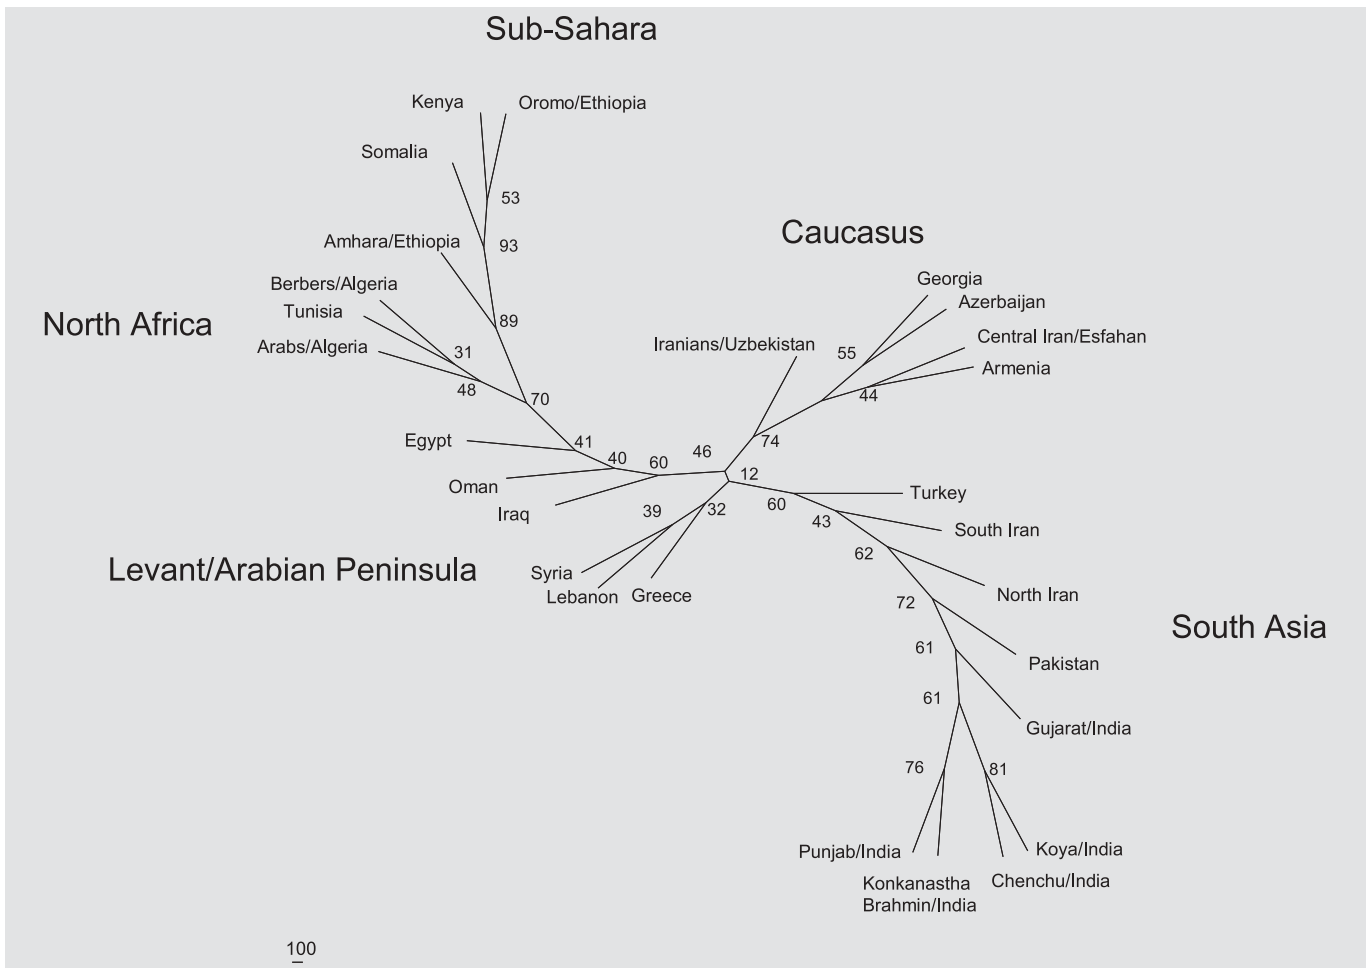 Sub-Sahara
Kenya
Oromo/Ethiopia
Somalia
53
93
Amhara/Ethiopia
Caucasus
Georgia
Berbers/Algeria
Azerbaijan
Tunisia
North Africa
89
Central Iran/Esfahan
Iranians/Uzbekistan
Arabs/Algeria
31
55
Armenia
48
44
70
Egypt
41
74
46
40
60
12
Oman
Turkey
Iraq
39
32
60
43
South Iran
62
Levant/Arabian Peninsula
Syria
Lebanon
Greece
North Iran
72
South Asia
61
Pakistan
61
Gujarat/India
76
81
Punjab/India
Koya/India
Konkanastha
Brahmin/India
Chenchu/India
100